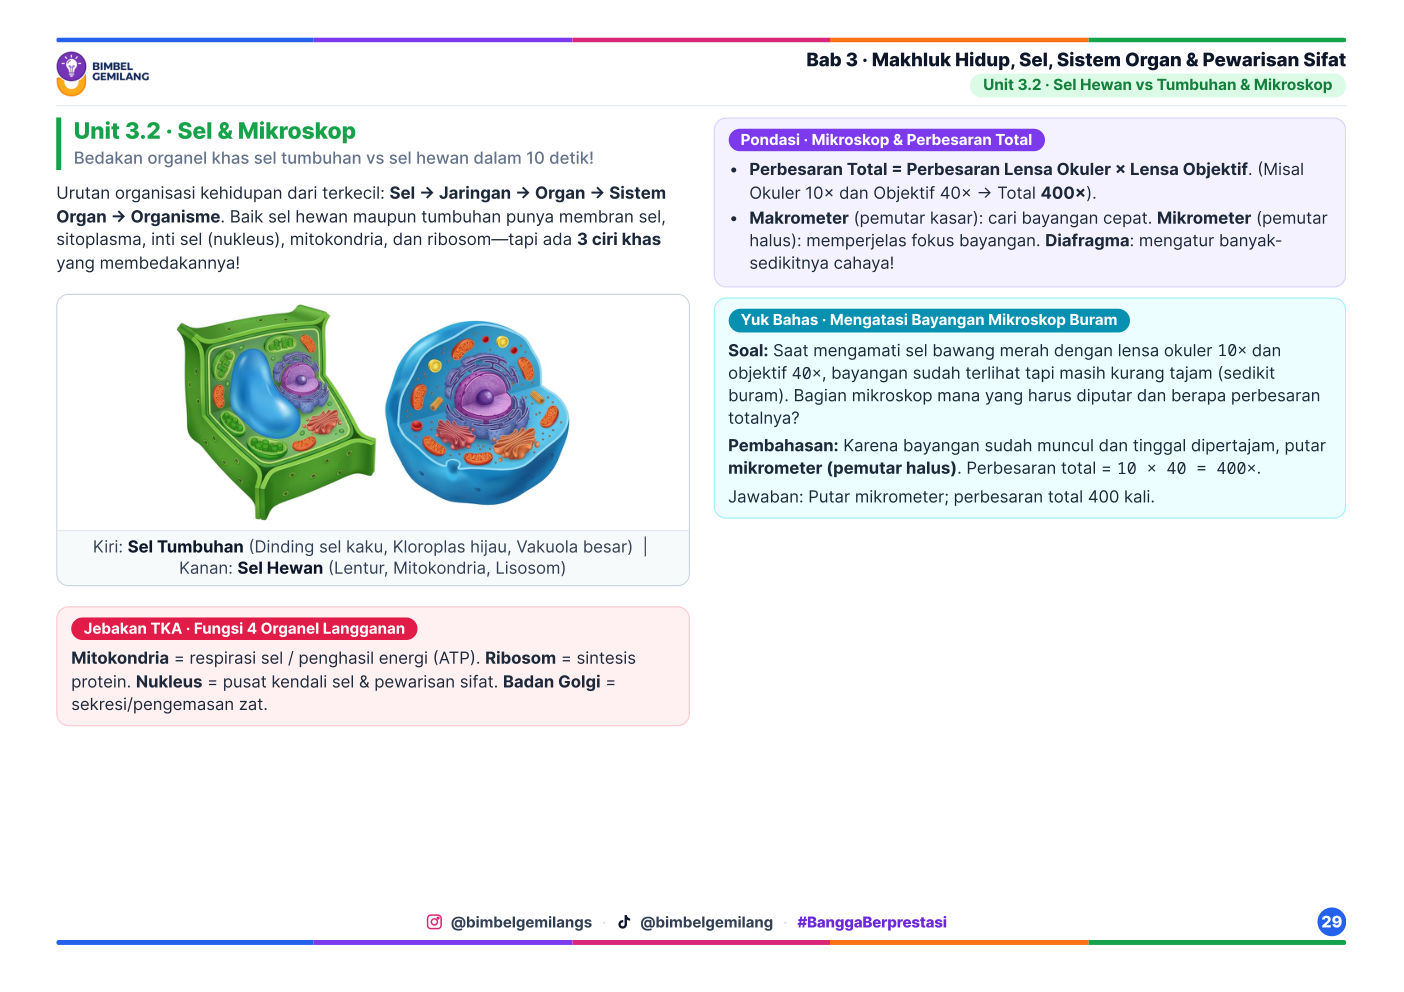 BIMBEL
GEMILANG
Bab 3 · Makhluk Hidup, Sel, Sistem Organ & Pewarisan Sifat
Unit 3.2 · Sel Hewan vs Tumbuhan & Mikroskop
Unit 3.2 · Sel & Mikroskop
Bedakan organel khas sel tumbuhan vs sel hewan dalam 10 detik!
Urutan organisasi kehidupan dari terkecil: Sel → Jaringan → Organ → Sistem
Organ → Organisme. Baik sel hewan maupun tumbuhan punya membran sel,
sitoplasma, inti sel (nukleus), mitokondria, dan ribosom—tapi ada 3 ciri khas
yang membedakannya!
Kiri: Sel Tumbuhan (Dinding sel kaku, Kloroplas hijau, Vakuola besar) |
Kanan: Sel Hewan (Lentur, Mitokondria, Lisosom)
Jebakan TKA · Fungsi 4 Organel Langganan
Mitokondria = respirasi sel / penghasil energi (ATP). Ribosom = sintesis
protein. Nukleus = pusat kendali sel & pewarisan sifat. Badan Golgi =
sekresi/pengemasan zat.
Pondasi · Mikroskop & Perbesaran Total
• Perbesaran Total = Perbesaran Lensa Okuler × Lensa Objektif. (Misal
Okuler 10× dan Objektif 40× → Total 400×).
• Makrometer (pemutar kasar): cari bayangan cepat. Mikrometer (pemutar
halus): memperjelas fokus bayangan. Diafragma: mengatur banyak-
sedikitnya cahaya!
Yuk Bahas · Mengatasi Bayangan Mikroskop Buram
Soal: Saat mengamati sel bawang merah dengan lensa okuler 10× dan
objektif 40×, bayangan sudah terlihat tapi masih kurang tajam (sedikit
buram). Bagian mikroskop mana yang harus diputar dan berapa perbesaran
totalnya?
Pembahasan: Karena bayangan sudah muncul dan tinggal dipertajam, putar
mikrometer (pemutar halus). Perbesaran total = 10 × 40 = 400×.
Jawaban: Putar mikrometer; perbesaran total 400 kali.
@bimbelgemilangs · @bimbelgemilang · #BanggaBerprestasi
29